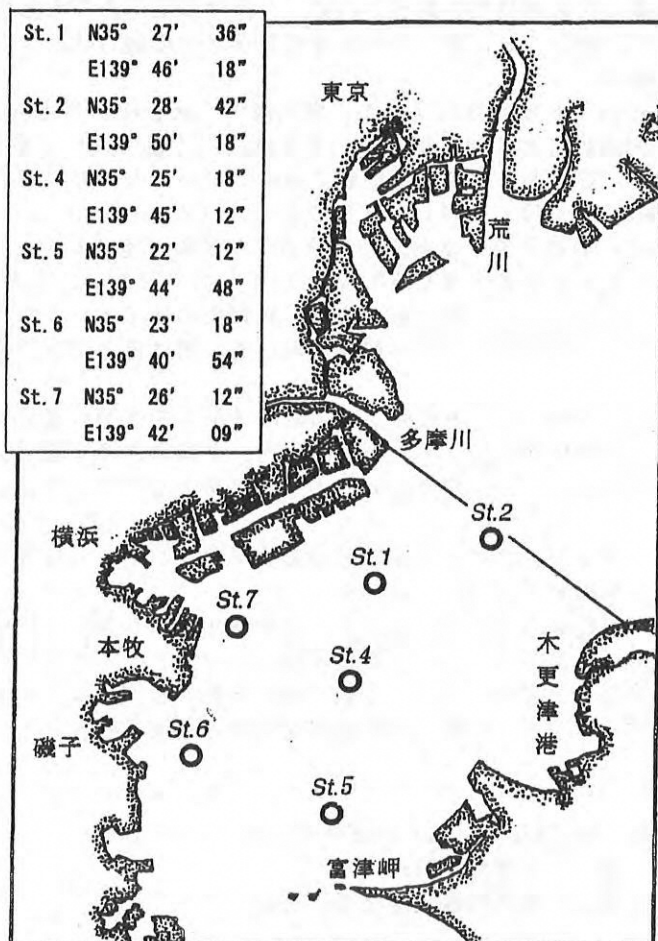 St. 1 N35° 27' 36"
E139° 46' 18"
St. 2 N35° 28' 42"
E139° 50' 18"
St. 4 N35° 25' 18"
E139° 45' 12"
St. 5 N35° 22' 12"
E139° 44' 48"
St. 6 N35° 23' 18"
E139° 40' 54"
St. 7 N35° 26' 12"
E139° 42' 09"
東京
荒川
多摩川
St.2
横浜
St.1
St.7
本牧
St.4
木更津港
磯子
St.6
St.5
富津岬